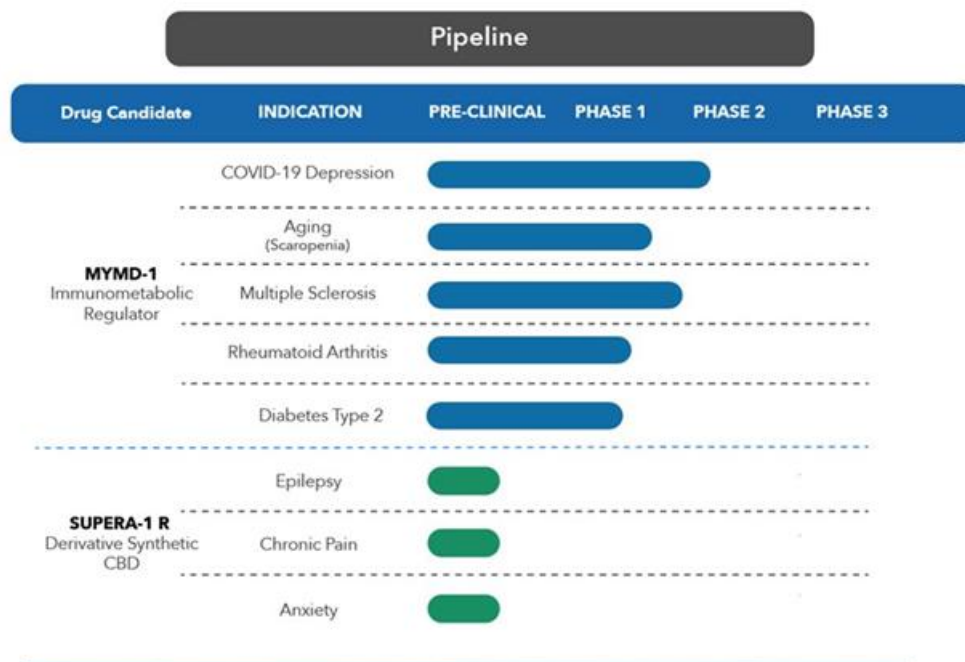 Pipeline
Drug Candidate INDICATION PRE-CLINICAL PHASE 1 PHASE 2 PHASE 3
COVID-19 Depression
Aging
(Scaropenia)
MYMD-1
Immunometabolic
Regulator
Multiple Sclerosis
Rheumatoid Arthritis
Diabetes Type 2
Epilepsy
SUPERA-1 R
Derivative Synthetic
CBD
Chronic Pain
Anxiety